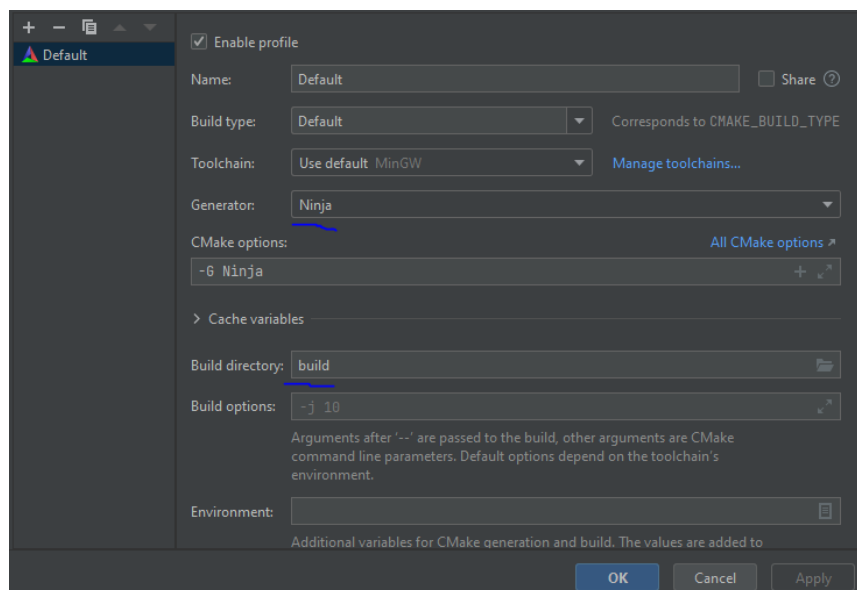 Default
Enable profile
Name: Default Share
Build type: Default Corresponds to CMAKE_BUILD_TYPE
Toolchain: Use default MinGW Manage toolchains...
Generator: Ninja
CMake options: All CMake options
-G Ninja
Cache variables
Build directory: build
Build options: -j 10
Arguments after '--' are passed to the build, other arguments are CMake
command line parameters. Default options depend on the toolchain's
environment.
Environment:
Additional variables for CMake generation and build. The values are added to
OK Cancel Apply